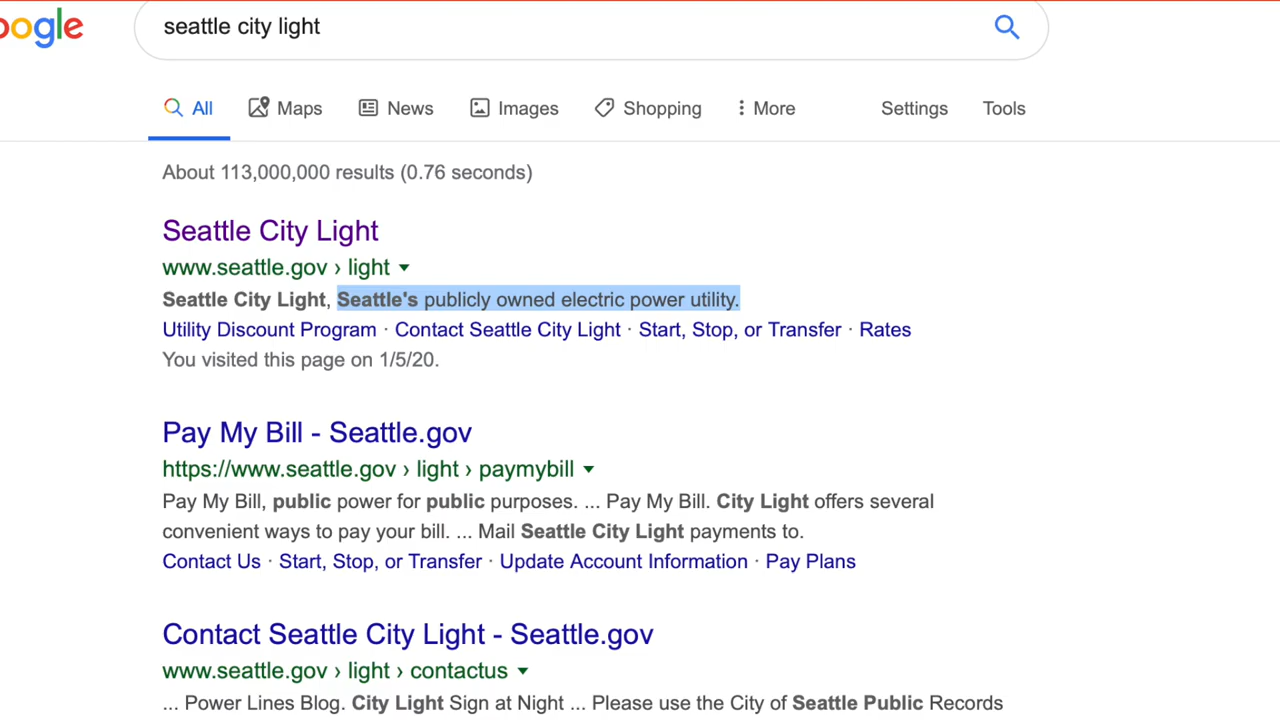 oogle seattle city light
All Maps News Images Shopping More Settings Tools
About 113,000,000 results (0.76 seconds)
Seattle City Light
www.seattle.gov › light
Seattle City Light, Seattle's publicly owned electric power utility.
Utility Discount Program · Contact Seattle City Light · Start, Stop, or Transfer · Rates
You visited this page on 1/5/20.
Pay My Bill - Seattle.gov
https://www.seattle.gov › light › paymybill
Pay My Bill, public power for public purposes. ... Pay My Bill. City Light offers several
convenient ways to pay your bill. ... Mail Seattle City Light payments to.
Contact Us · Start, Stop, or Transfer · Update Account Information · Pay Plans
Contact Seattle City Light - Seattle.gov
www.seattle.gov › light › contactus
... Power Lines Blog. City Light Sign at Night ... Please use the City of Seattle Public Records